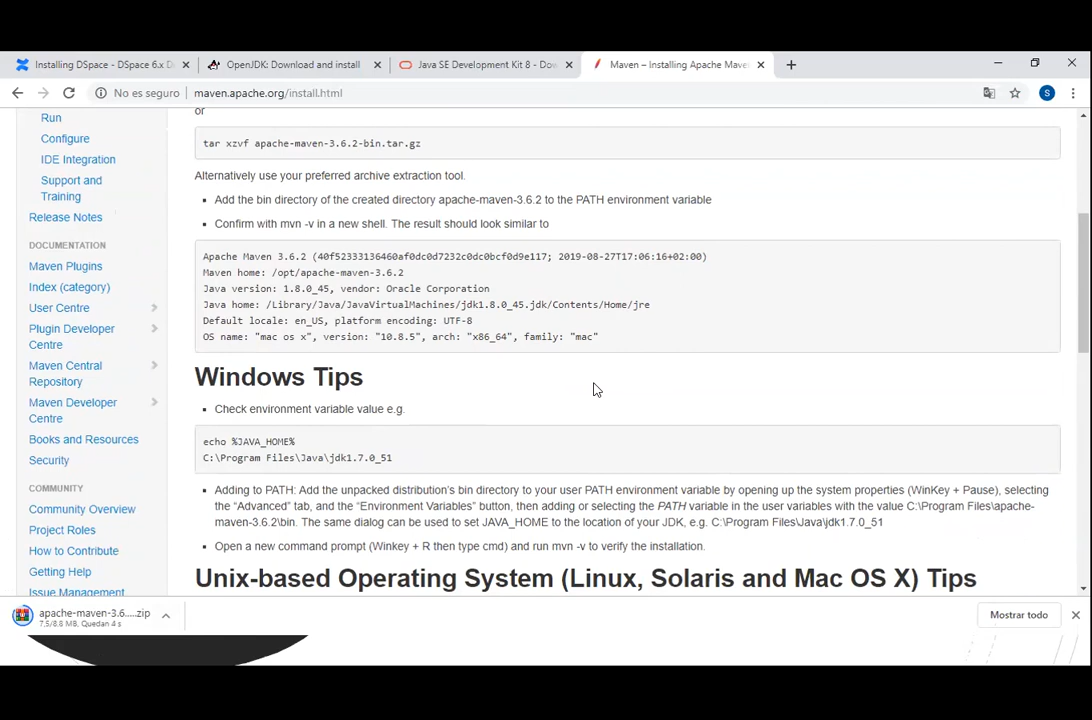 Installing DSpace - DSpace 6.x D
OpenJDK: Download and install
Java SE Development Kit 8 - Dow
Maven – Installing Apache Maven
No es seguro
maven.apache.org/install.html
S
Run
Configure
IDE Integration
Support and
Training
Release Notes
DOCUMENTATION
Maven Plugins
Index (category)
User Centre
Plugin Developer
Centre
Maven Central
Repository
Maven Developer
Centre
Books and Resources
Security
COMMUNITY
Community Overview
Project Roles
How to Contribute
Getting Help
Issue Management
or
tar xzvf apache-maven-3.6.2-bin.tar.gz
Alternatively use your preferred archive extraction tool.
Add the bin directory of the created directory apache-maven-3.6.2 to the PATH environment variable
Confirm with mvn -v in a new shell. The result should look similar to
Apache Maven 3.6.2 (40f52333136460af0dc0d7232c0dc0bcf0d9e117; 2019-08-27T17:06:16+02:00)
Maven home: /opt/apache-maven-3.6.2
Java version: 1.8.0_45, vendor: Oracle Corporation
Java home: /Library/Java/JavaVirtualMachines/jdk1.8.0_45.jdk/Contents/Home/jre
Default locale: en_US, platform encoding: UTF-8
OS name: "mac os x", version: "10.8.5", arch: "x86_64", family: "mac"
Windows Tips
Check environment variable value e.g.
echo %JAVA_HOME%
C:\Program Files\Java\jdk1.7.0_51
Adding to PATH: Add the unpacked distribution's bin directory to your user PATH environment variable by opening up the system properties (WinKey + Pause), selecting
the “Advanced” tab, and the “Environment Variables” button, then adding or selecting the PATH variable in the user variables with the value C:\Program Files\apache-
maven-3.6.2\bin. The same dialog can be used to set JAVA_HOME to the location of your JDK, e.g. C:\Program Files\Java\jdk1.7.0_51
Open a new command prompt (Winkey + R then type cmd) and run mvn -v to verify the installation.
Unix-based Operating System (Linux, Solaris and Mac OS X) Tips
apache-maven-3.6.....zip
7,5/8,8 MB, Quedan 4 s
Mostrar todo